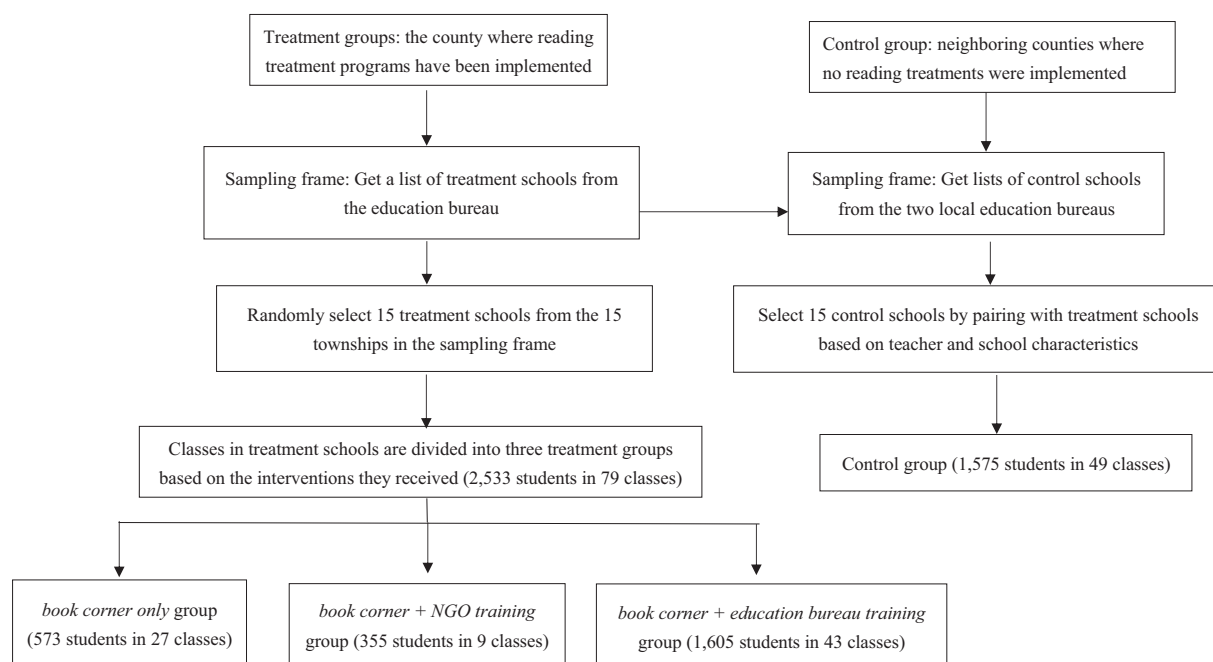 Treatment groups: the county where reading
treatment programs have been implemented
Control group: neighboring counties where
no reading treatments were implemented
Sampling frame: Get a list of treatment schools from
the education bureau
Sampling frame: Get lists of control schools
from the two local education bureaus
Randomly select 15 treatment schools from the 15
townships in the sampling frame
Select 15 control schools by pairing with treatment schools
based on teacher and school characteristics
Classes in treatment schools are divided into three treatment groups
based on the interventions they received (2,533 students in 79 classes)
Control group (1,575 students in 49 classes)
book corner only group
(573 students in 27 classes)
book corner + NGO training
group (355 students in 9 classes)
book corner + education bureau training
group (1,605 students in 43 classes)